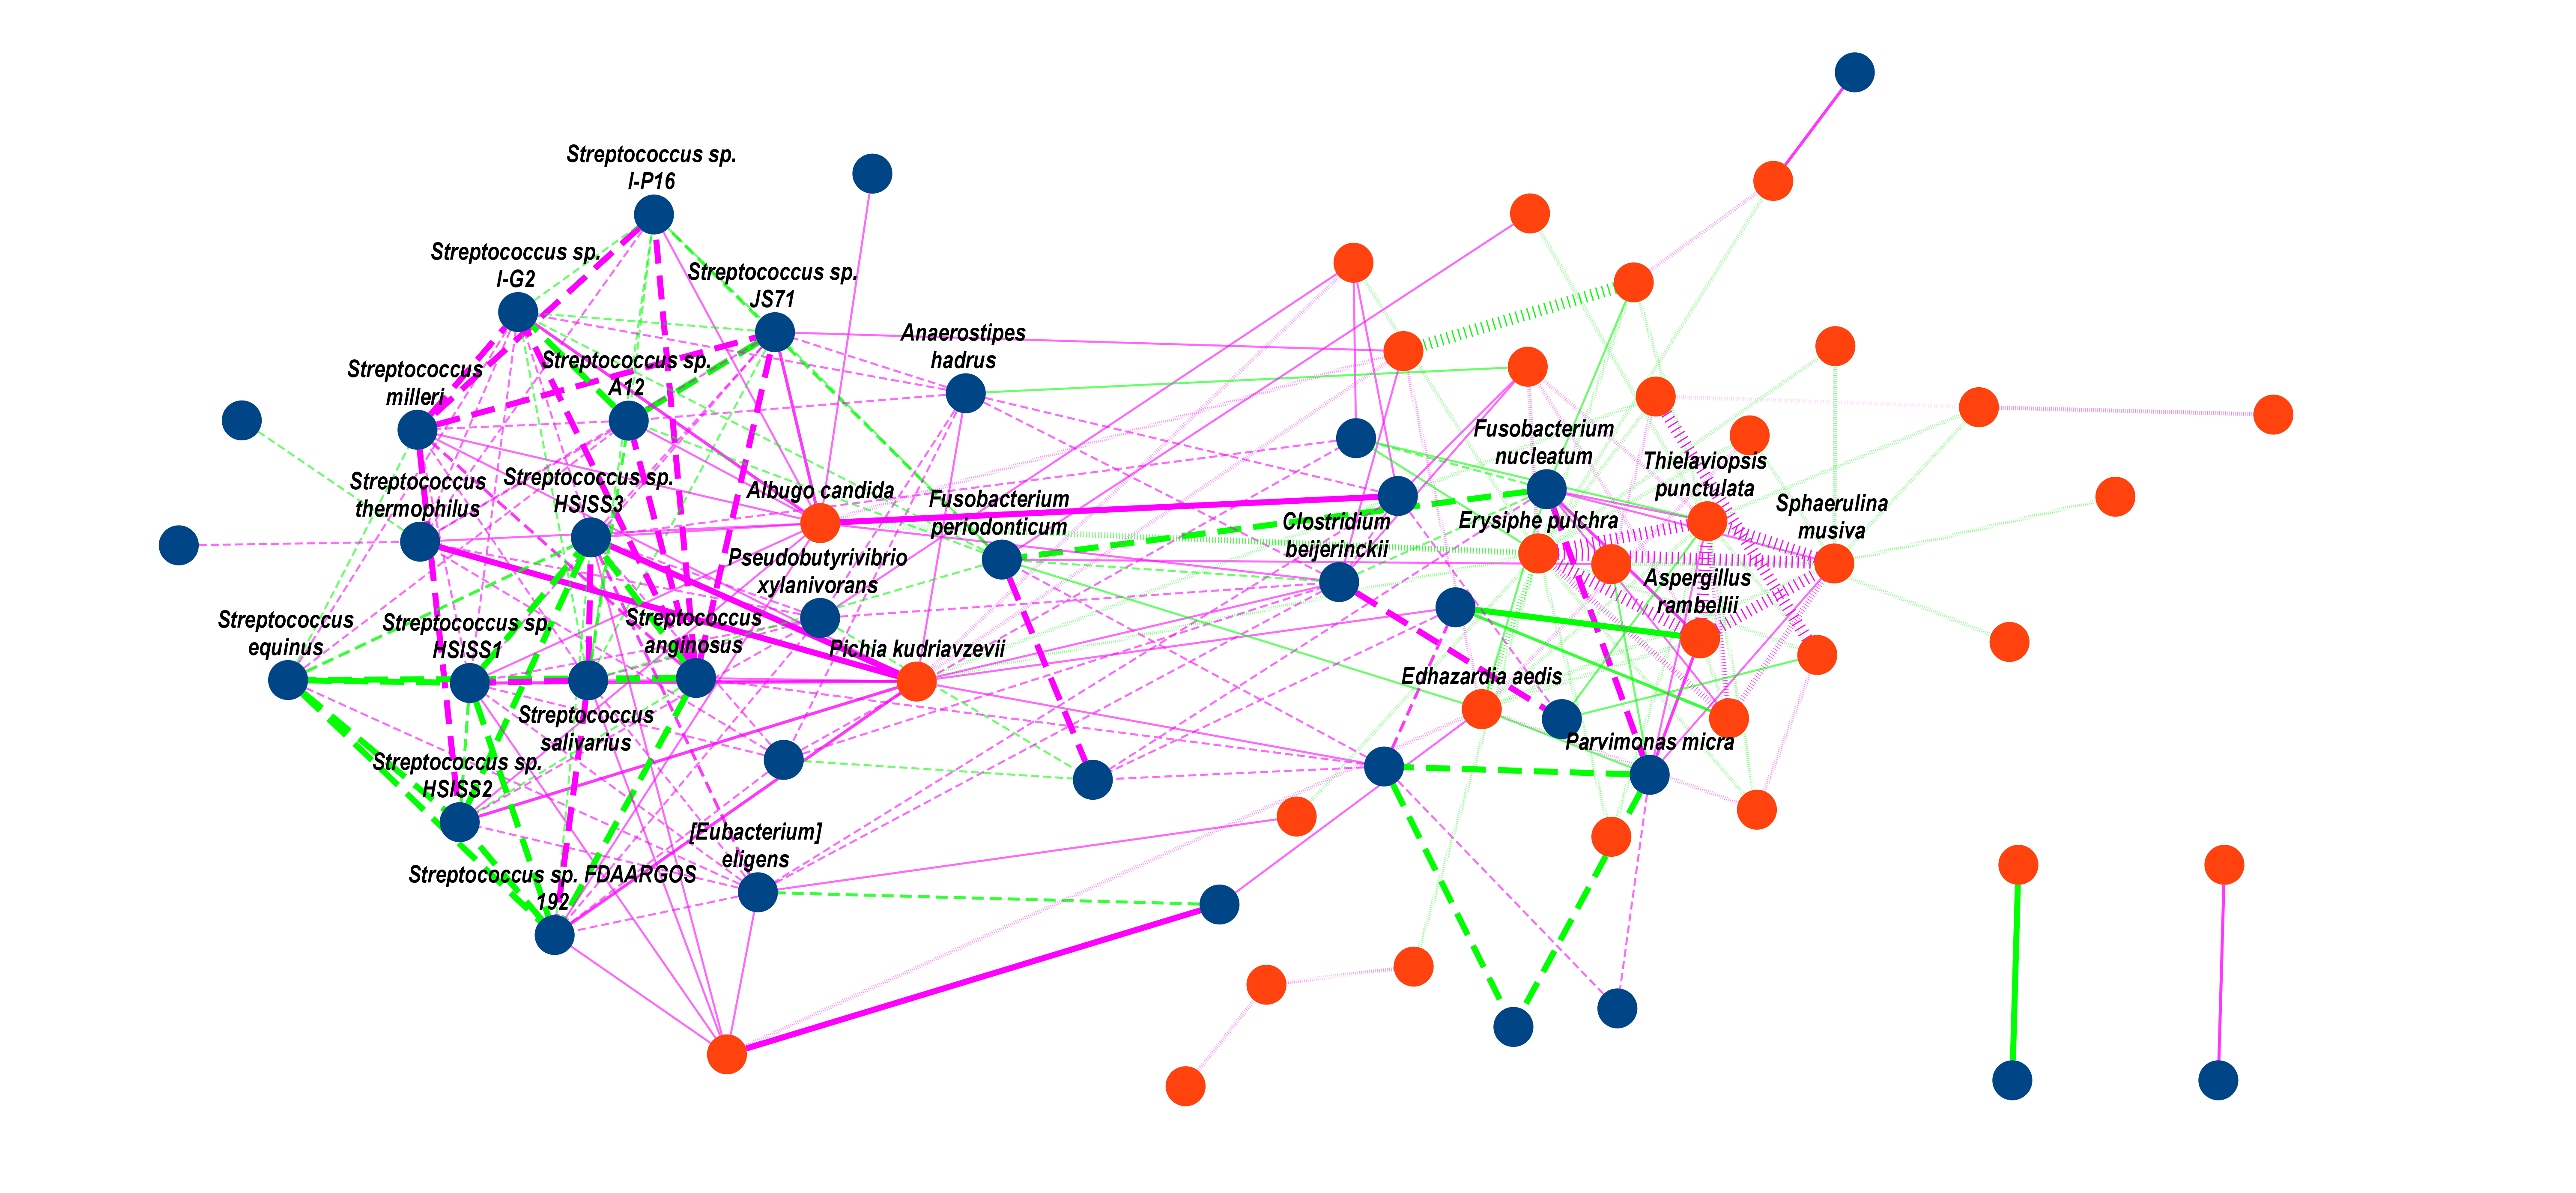 Streptococcus sp.
I-P16
Streptococcus sp.
I-G2
Streptococcus sp.
JS71
Anaerostipes
hadrus
Streptococcus
milleri
Streptococcus sp.
A12
Fusobacterium
nucleatum
Streptococcus
thermophilus
Streptococcus sp.
HSISS3
Albugo candida
Fusobacterium
periodonticum
Thielaviopsis
punctulata
Sphaerulina
musiva
Erysiphe pulchra
Clostridium
beijerinckii
Pseudobutyrivibrio
xylanivorans
Aspergillus
rambellii
Streptococcus
equinus
Streptococcus sp.
HSISS1
Streptococcus
anginosus
Pichia kudriavzevii
Edhazardia aedis
Streptococcus
salivarius
Parvimonas micra
Streptococcus sp.
HSISS2
[Eubacterium]
eligens
Streptococcus sp. FDAARGOS
192